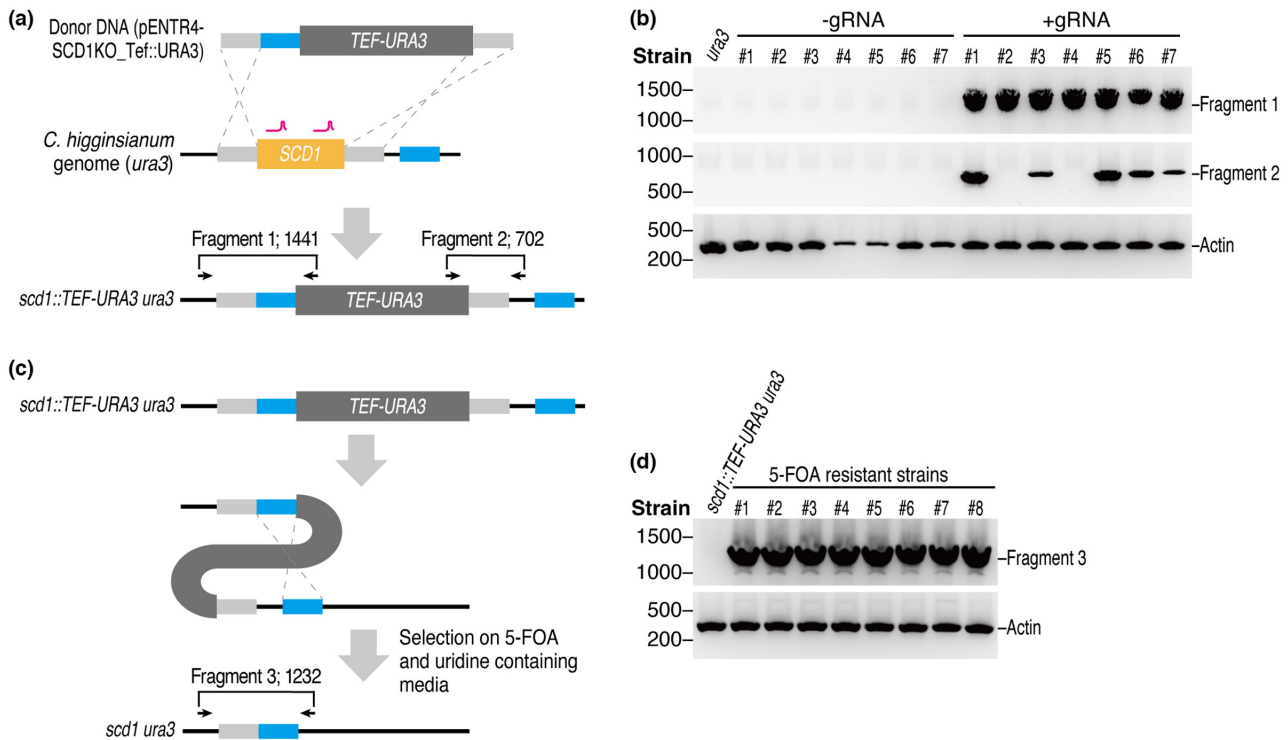 (a)
Donor DNA (pENTR4-
SCD1KO_Tef::URA3)
TEF-URA3
C. higginsianum
genome (ura3)
SCD1
Fragment 1; 1441
Fragment 2; 702
scd1::TEF-URA3 ura3
TEF-URA3
(b)
-gRNA
+gRNA
Strain
ura3
#1 #2 #3 #4 #5 #6 #7
#1 #2 #3 #4 #5 #6 #7
1500
1000
Fragment 1
1000
500
Fragment 2
500
200
Actin
(c)
scd1::TEF-URA3 ura3
TEF-URA3
Selection on 5-FOA
and uridine containing
media
Fragment 3; 1232
scd1 ura3
(d)
scd1::TEF-URA3 ura3
5-FOA resistant strains
Strain
#1 #2 #3 #4 #5 #6 #7 #8
1500
1000
Fragment 3
500
200
Actin